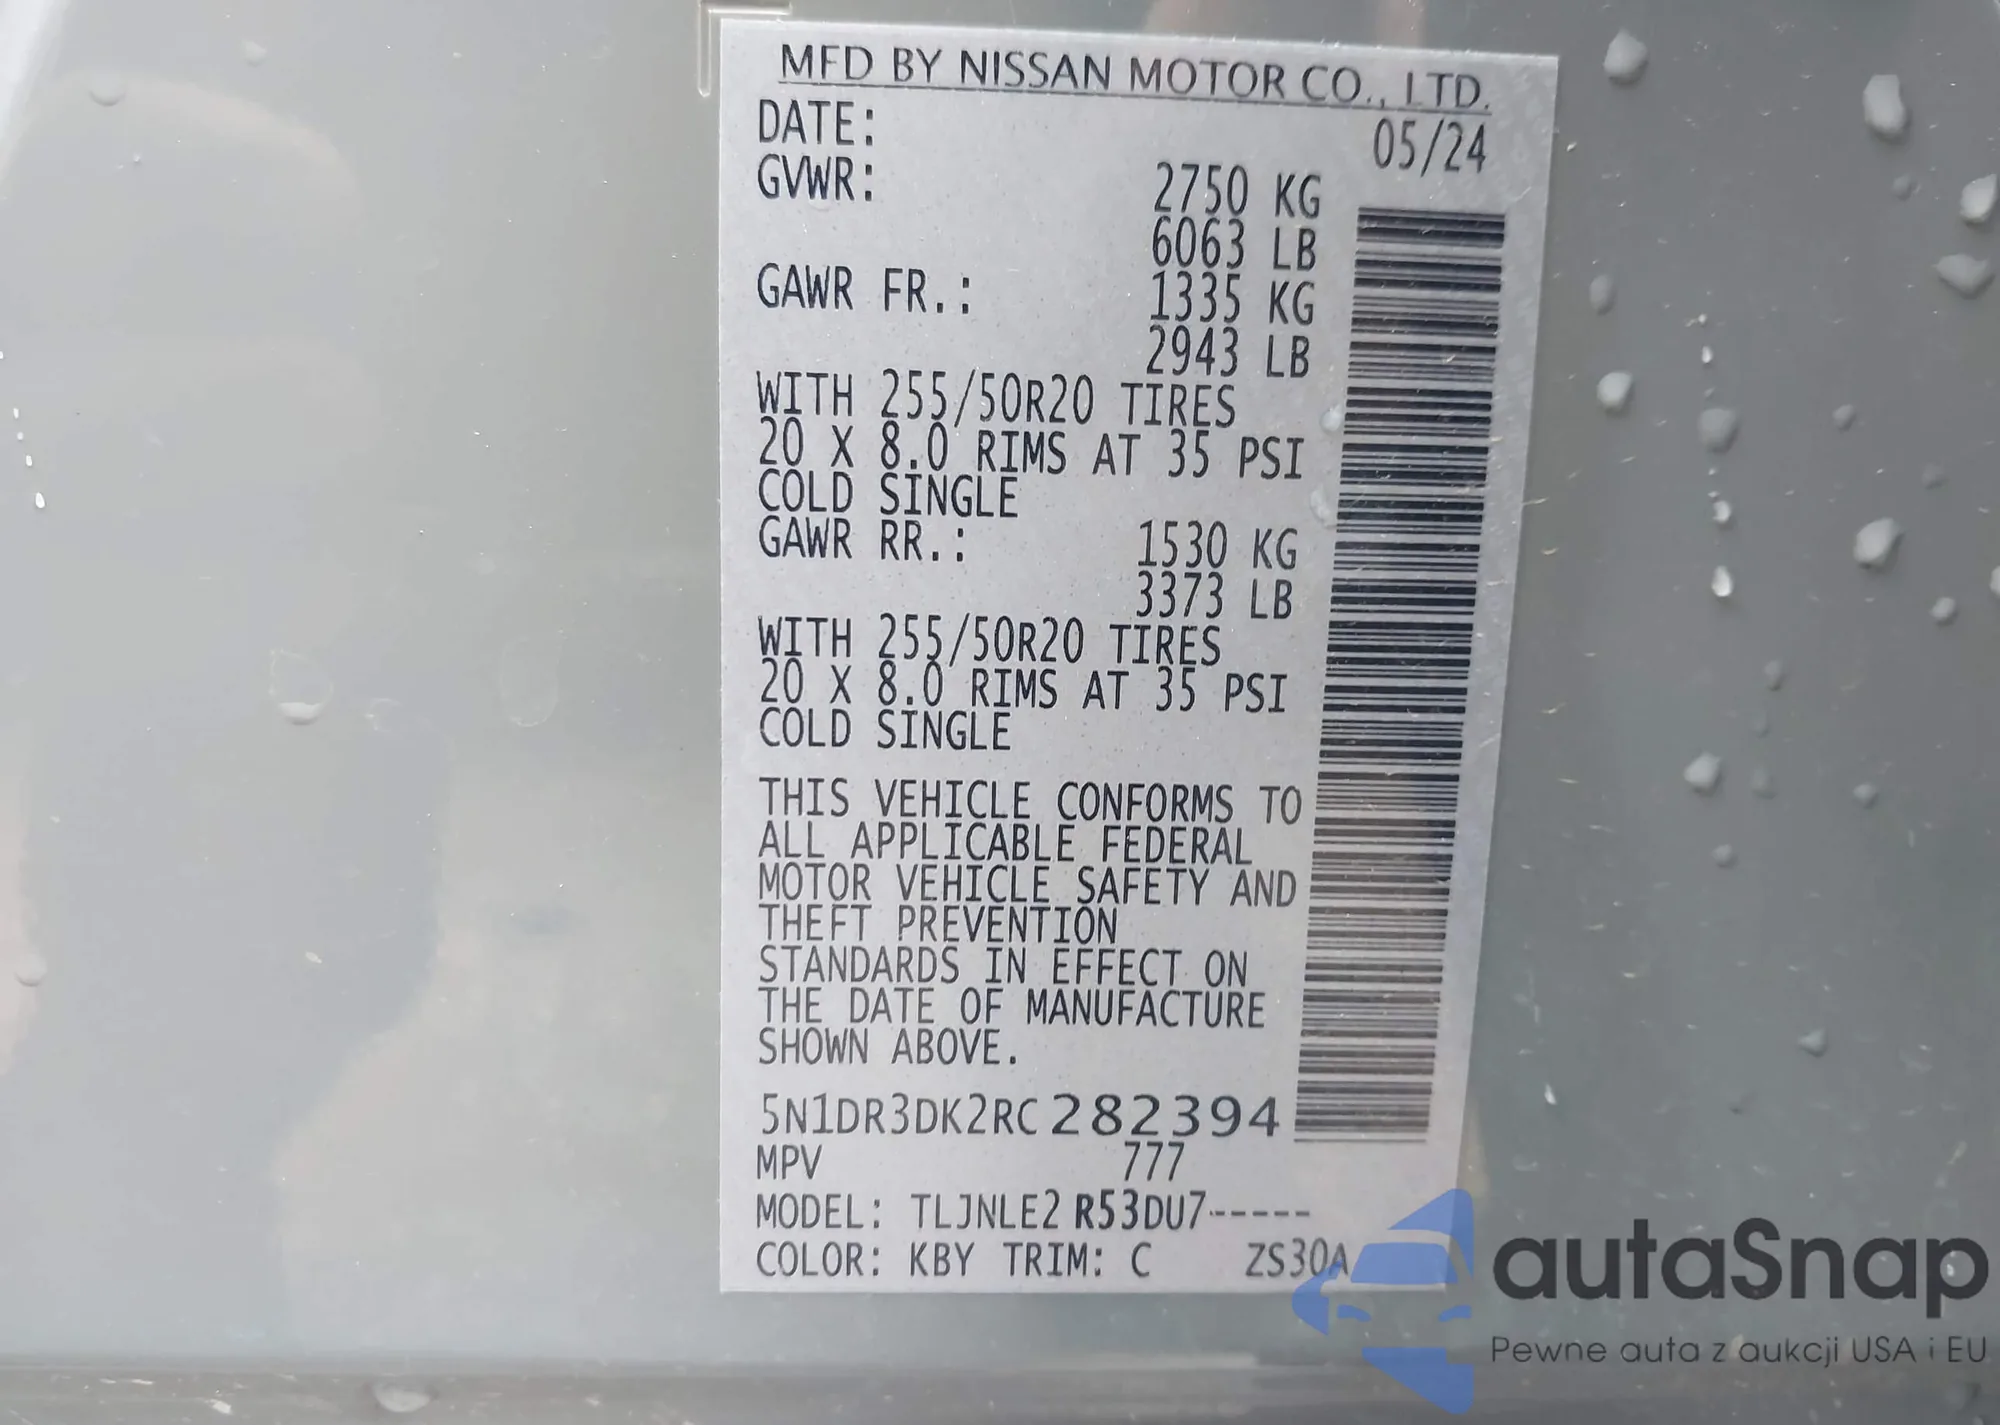 MFD BY NISSAN MOTOR CO., LTD.
DATE: 05/24
GVWR: 2750 KG
6063 LB
GAWR FR.: 1335 KG
2943 LB
WITH 255/50R20 TIRES
20 X 8.0 RIMS AT 35 PSI
COLD SINGLE
GAWR RR.: 1530 KG
3373 LB
WITH 255/50R20 TIRES
20 X 8.0 RIMS AT 35 PSI
COLD SINGLE
THIS VEHICLE CONFORMS TO
ALL APPLICABLE FEDERAL
MOTOR VEHICLE SAFETY AND
THEFT PREVENTION
STANDARDS IN EFFECT ON
THE DATE OF MANUFACTURE
SHOWN ABOVE.
5N1DR3DK2RC282394
MPV 777
MODEL: TLJNLE2 R53DU7-----
COLOR: KBY TRIM: C ZS30A
autaSnap
Pewne auta z aukcji USA i EU